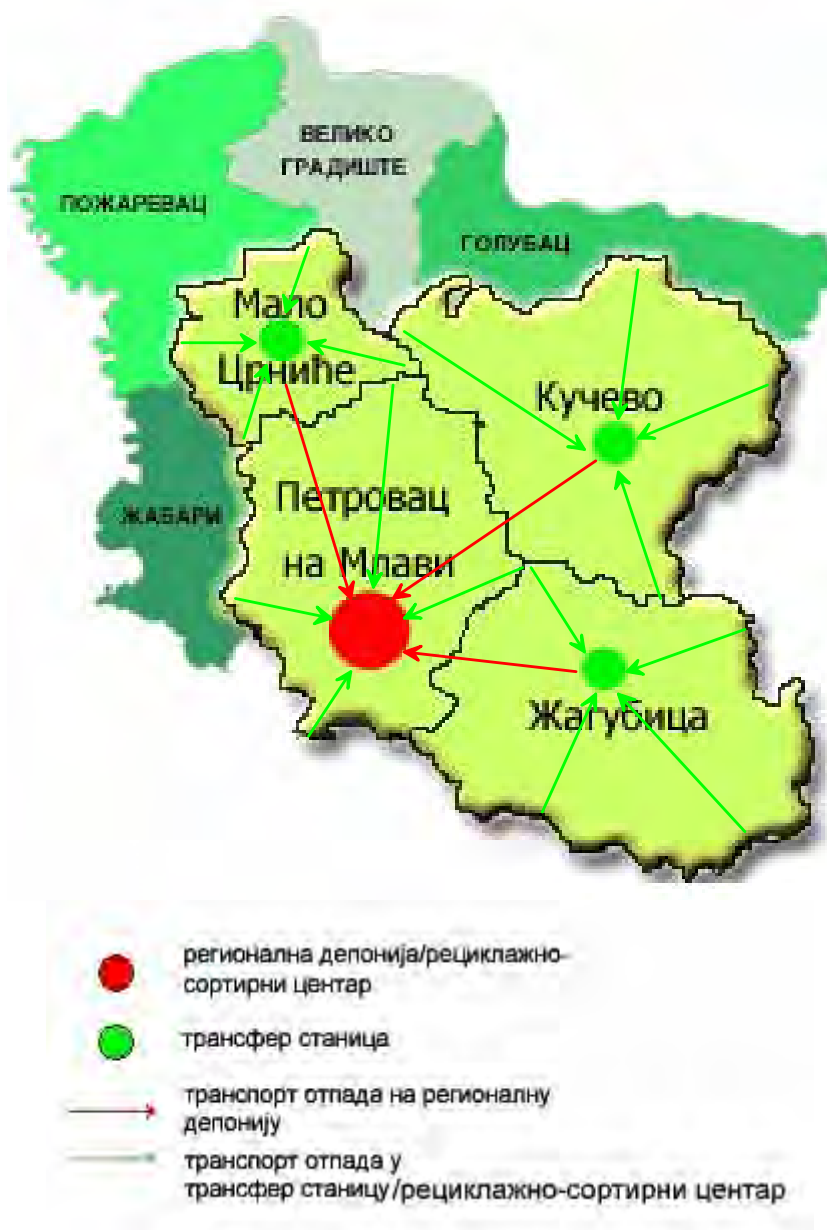 ВЕЛИКО
ГРАДИШТЕ
ПОЖАРЕВАЦ
ГОЛУБАЦ
Мало
Црниће
Кучево
Петровац
на Млави
ЖАБАРИ
Жагубица
регионална депонија/рециклажно-
сортирни центар
трансфер станица
транспорт отпада на регионалну
депонију
транспорт отпада у
трансфер станицу/рециклажно-сортирни центар